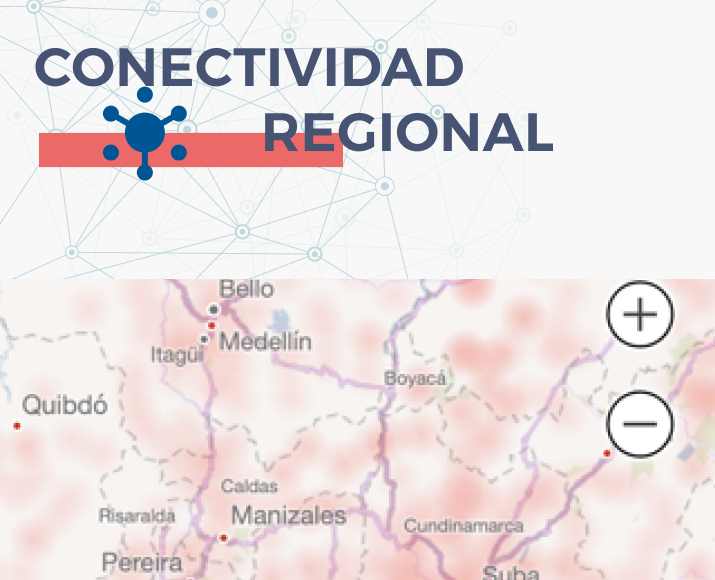 CONECTIVIDAD
REGIONAL
Bello
Medellín
Itagüí
Boyacá
Quibdó
Caldas
Risaralda
Manizales
Cundinamarca
Pereira
Suba